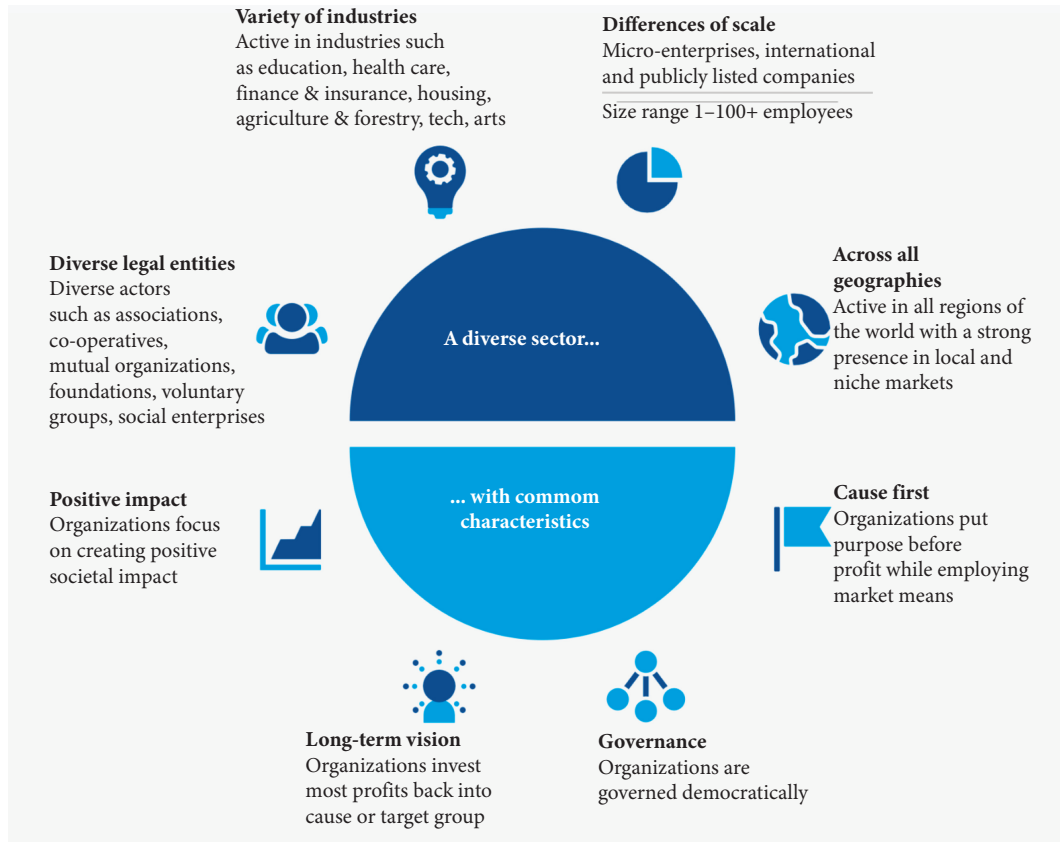 Variety of industries
Active in industries such
as education, health care,
finance & insurance, housing,
agriculture & forestry, tech, arts
Differences of scale
Micro-enterprises, international
and publicly listed companies
Size range 1–100+ employees
Diverse legal entities
Diverse actors
such as associations,
co-operatives,
mutual organizations,
foundations, voluntary
groups, social enterprises
A diverse sector...
Across all
geographies
Active in all regions of
the world with a strong
presence in local and
niche markets
Positive impact
Organizations focus
on creating positive
societal impact
... with commom
characteristics
Cause first
Organizations put
purpose before
profit while employing
market means
Long-term vision
Organizations invest
most profits back into
cause or target group
Governance
Organizations are
governed democratically